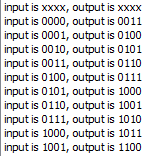 input is xxxx, output is xxxx
input is 0000, output is 0011
input is 0001, output is 0100
input is 0010, output is 0101
input is 0011, output is 0110
input is 0100, output is 0111
input is 0101, output is 1000
input is 0110, output is 1001
input is 0111, output is 1010
input is 1000, output is 1011
input is 1001, output is 1100